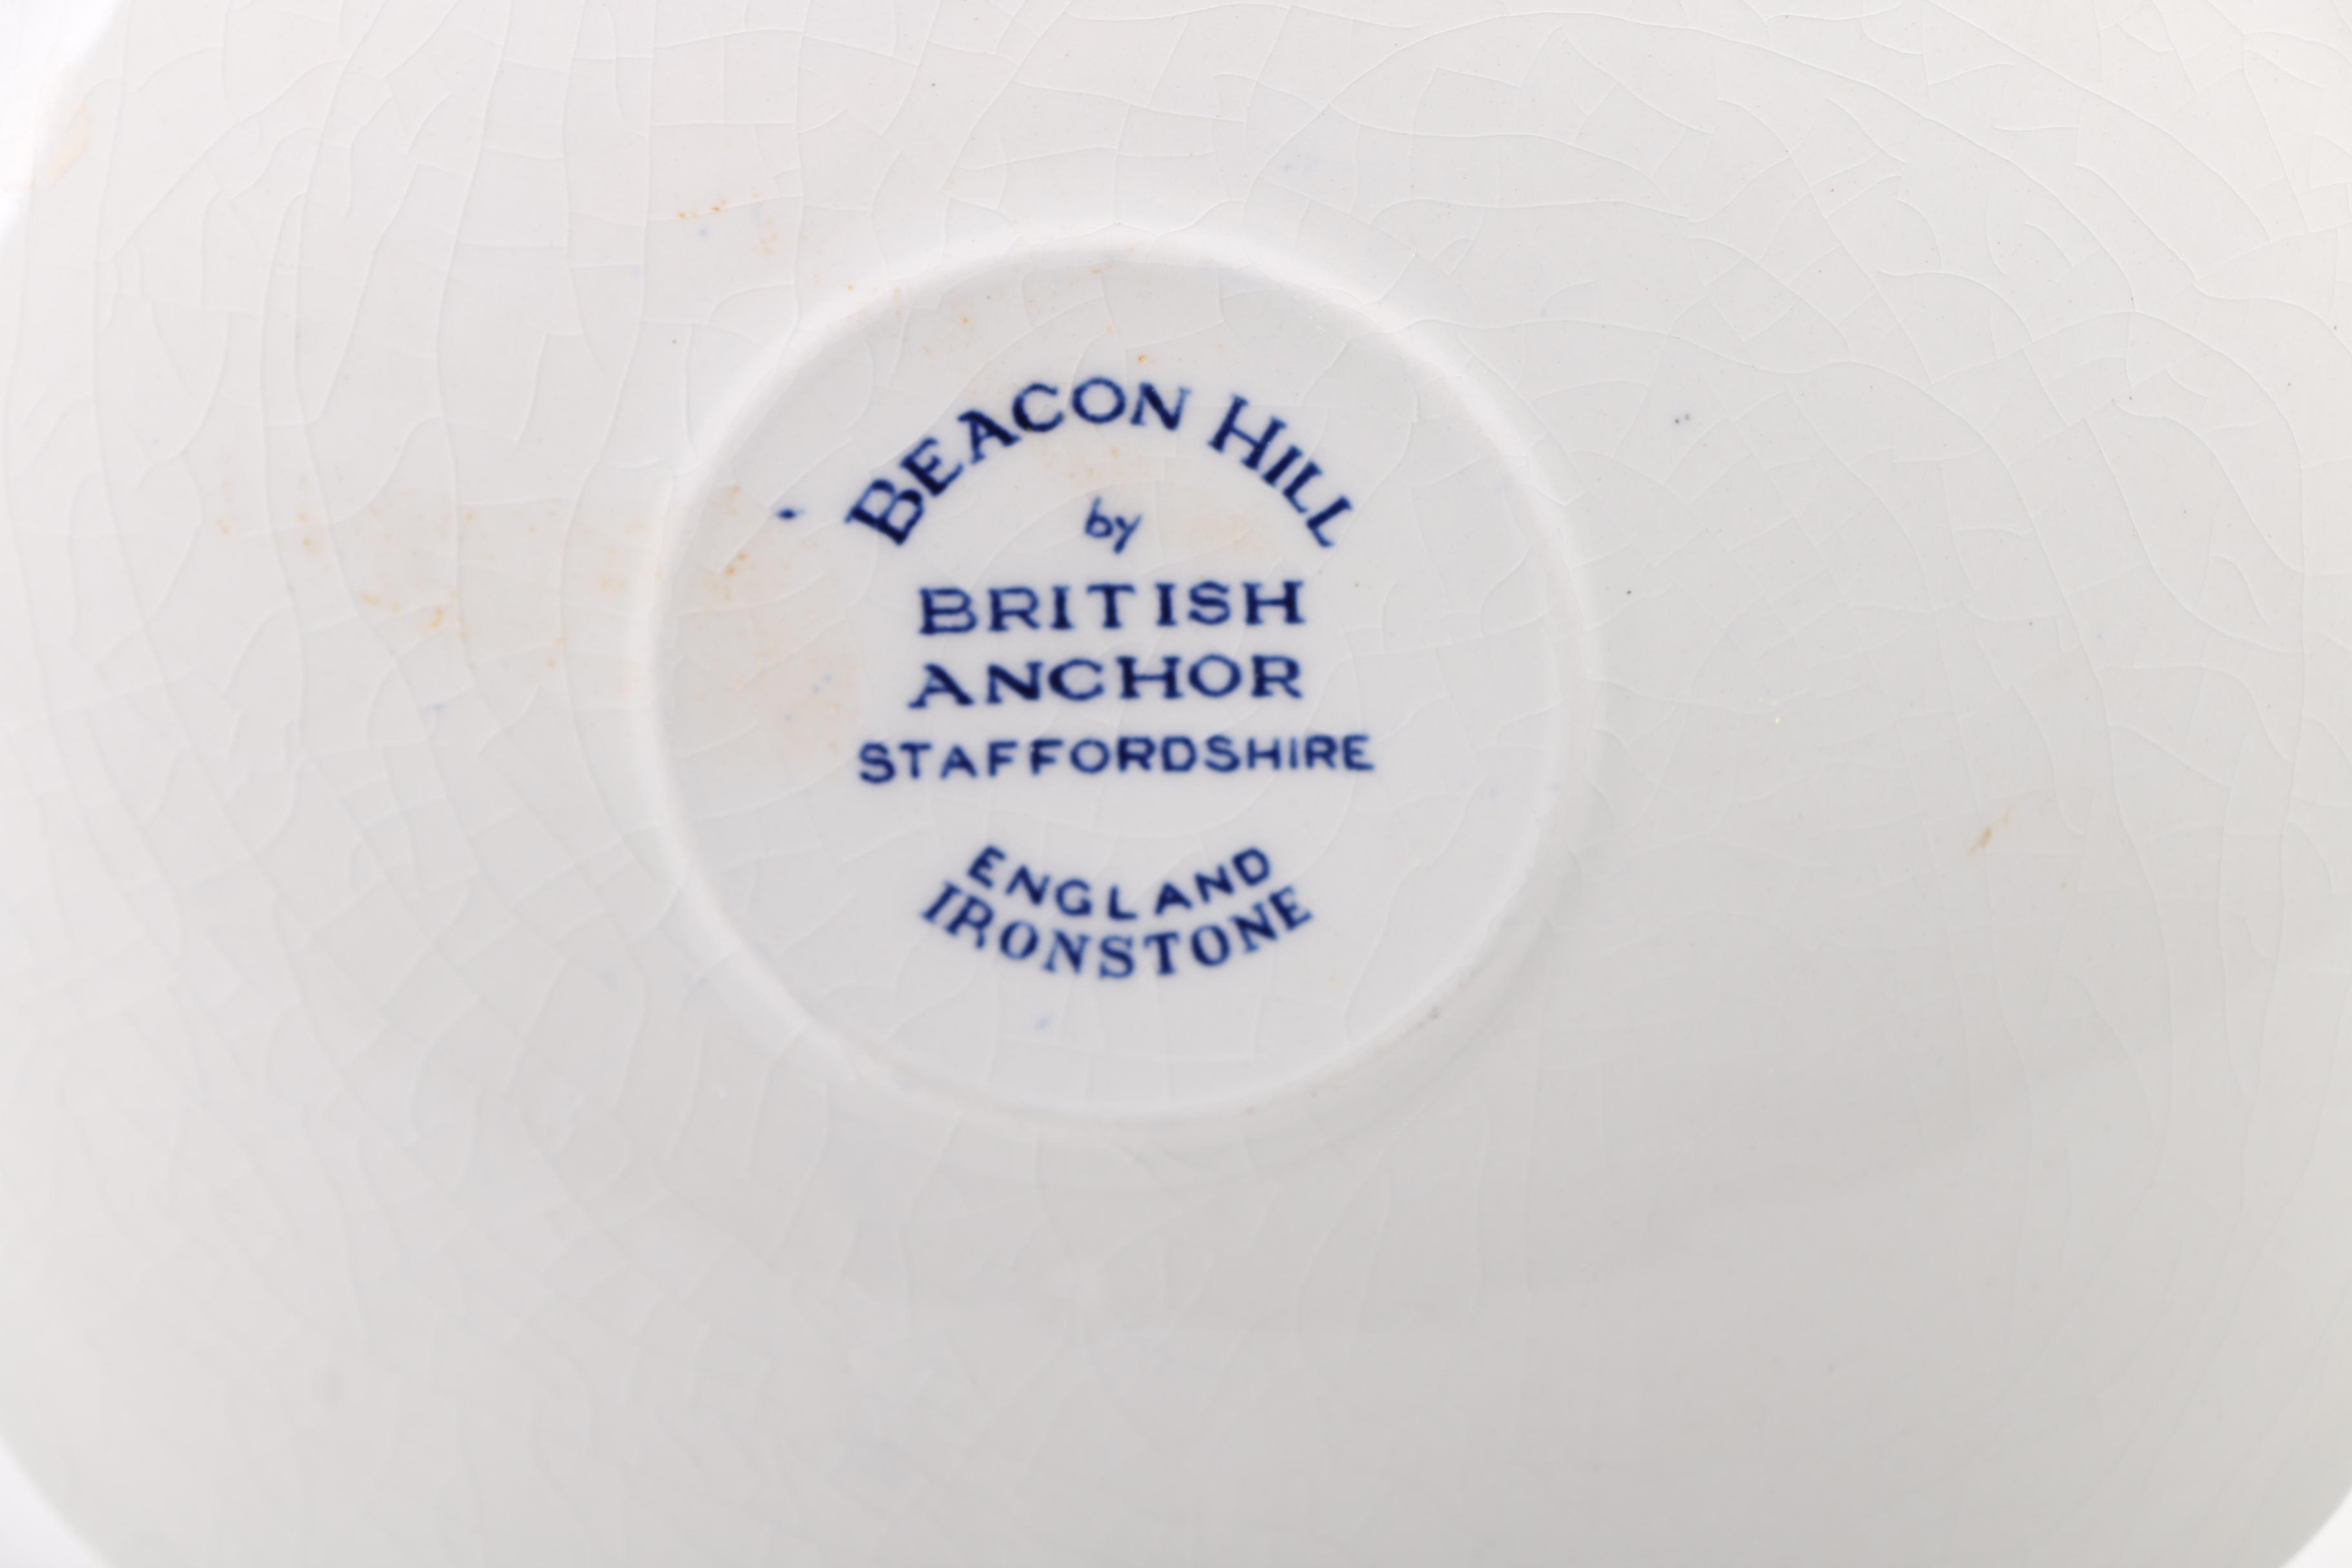 BEACON HILL
by
BRITISH
ANCHOR
STAFFORDSHIRE
ENGLAND
IRONSTONE